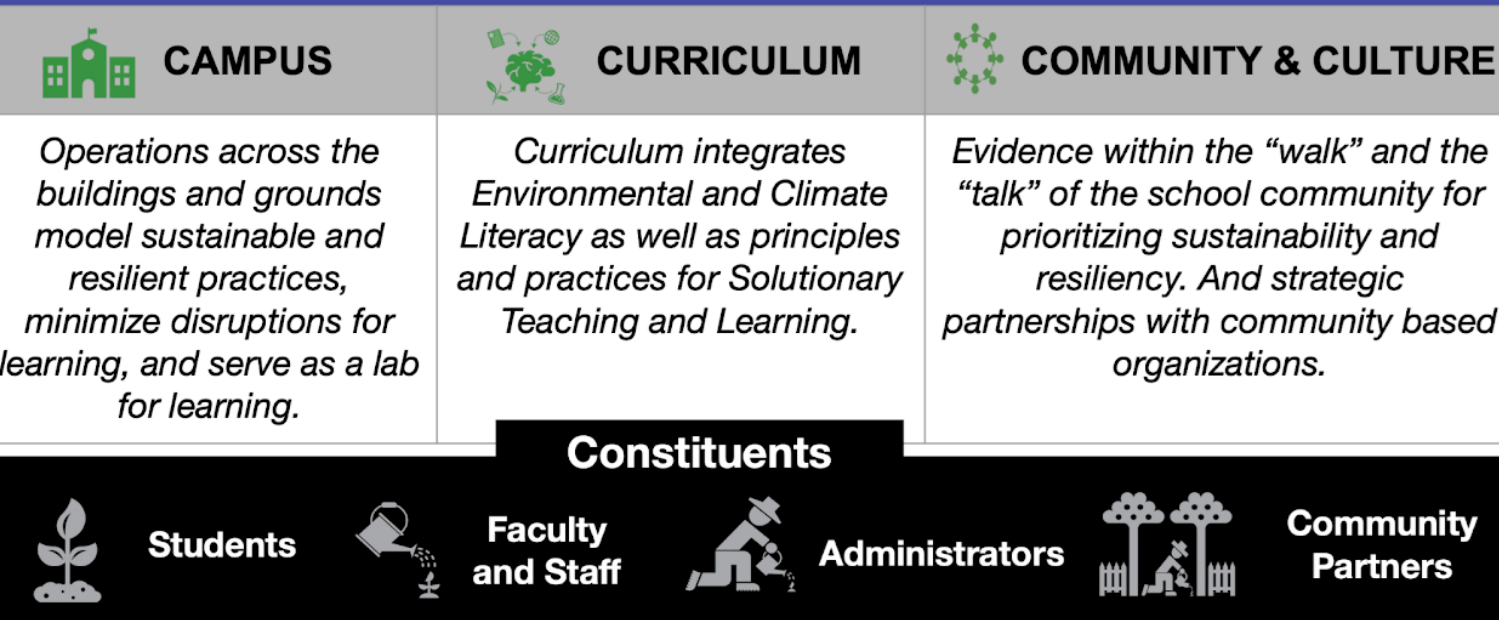 CAMPUS
CURRICULUM
COMMUNITY & CULTURE
Operations across the
buildings and grounds
model sustainable and
resilient practices,
minimize disruptions for
learning, and serve as a lab
for learning.
Curriculum integrates
Environmental and Climate
Literacy as well as principles
and practices for Solutionary
Teaching and Learning.
Evidence within the “walk” and the
“talk” of the school community for
prioritizing sustainability and
resiliency. And strategic
partnerships with community based
organizations.
Constituents
Students
Faculty
and Staff
Administrators
Community
Partners